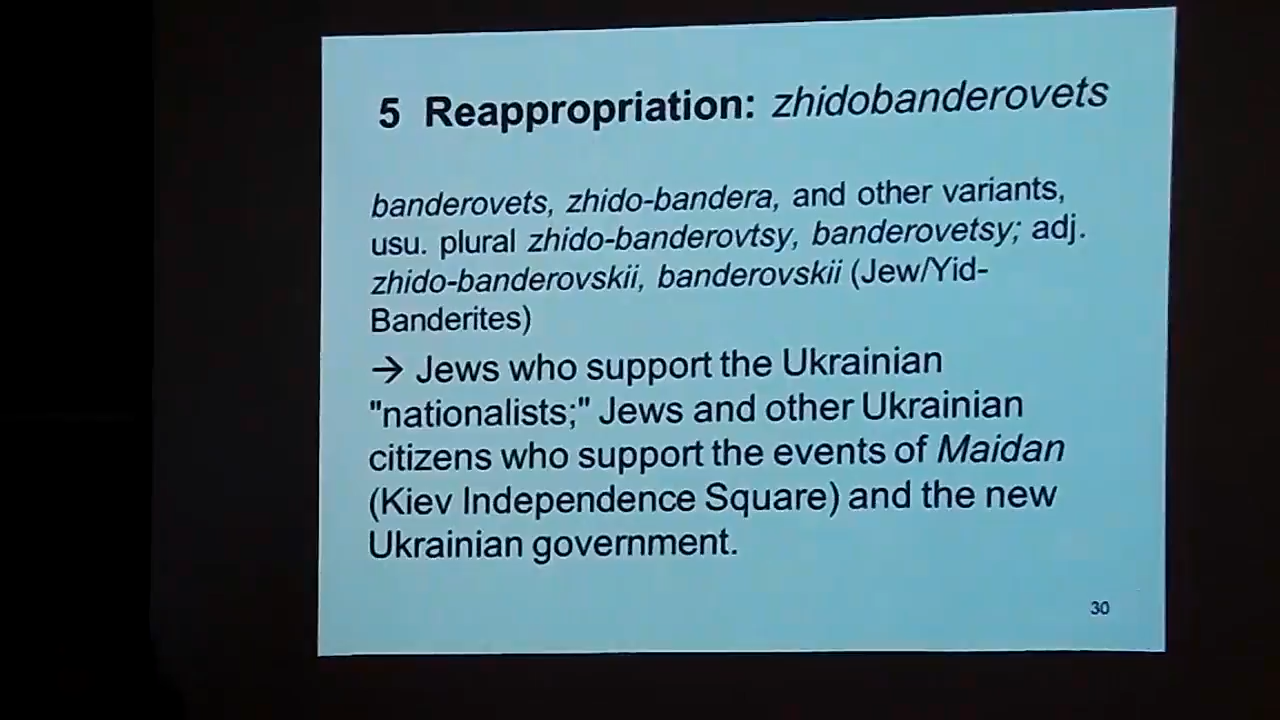 5 Reappropriation: zhidobanderovets
banderovets, zhido-bandera, and other variants,
usu. plural zhido-banderovtsy, banderovetsy; adj.
zhido-banderovskii, banderovskii (Jew/Yid-
Banderites)
→ Jews who support the Ukrainian
"nationalists;" Jews and other Ukrainian
citizens who support the events of Maidan
(Kiev Independence Square) and the new
Ukrainian government.
30